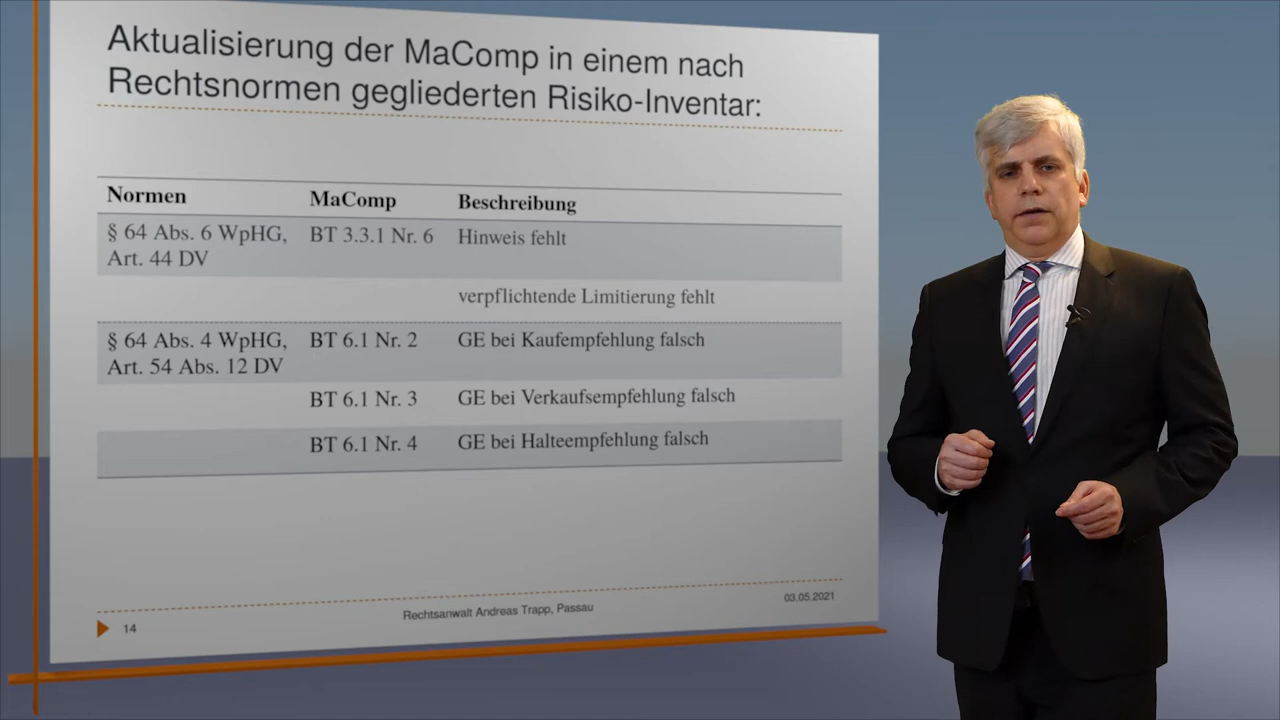 Aktualisierung der MaComp in einem nach
Rechtsnormen gegliederten Risiko-Inventar:
Normen MaComp Beschreibung
§ 64 Abs. 6 WpHG, BT 3.3.1 Nr. 6 Hinweis fehlt
Art. 44 DV
verpflichtende Limitierung fehlt
§ 64 Abs. 4 WpHG, BT 6.1 Nr. 2 GE bei Kaufempfehlung falsch
Art. 54 Abs. 12 DV
BT 6.1 Nr. 3 GE bei Verkaufsempfehlung falsch
BT 6.1 Nr. 4 GE bei Halteempfehlung falsch
14 Rechtsanwalt Andreas Trapp, Passau 03.05.2021